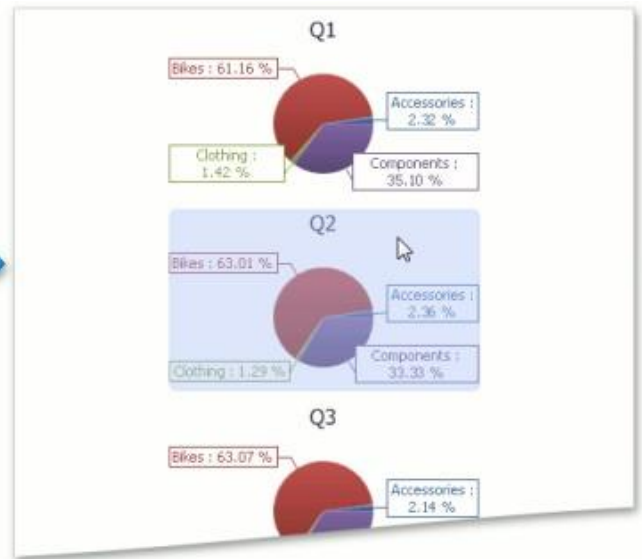 Q1
Bikes : 61.16 %
Accessories :
2.32 %
Clothing :
1.42 %
Components :
35.10 %
Q2
Bikes : 63.01 %
Accessories :
2.36 %
Components :
33.33 %
Clothing : 1.29 %
Q3
Bikes : 63.07 %
Accessories :
2.14 %